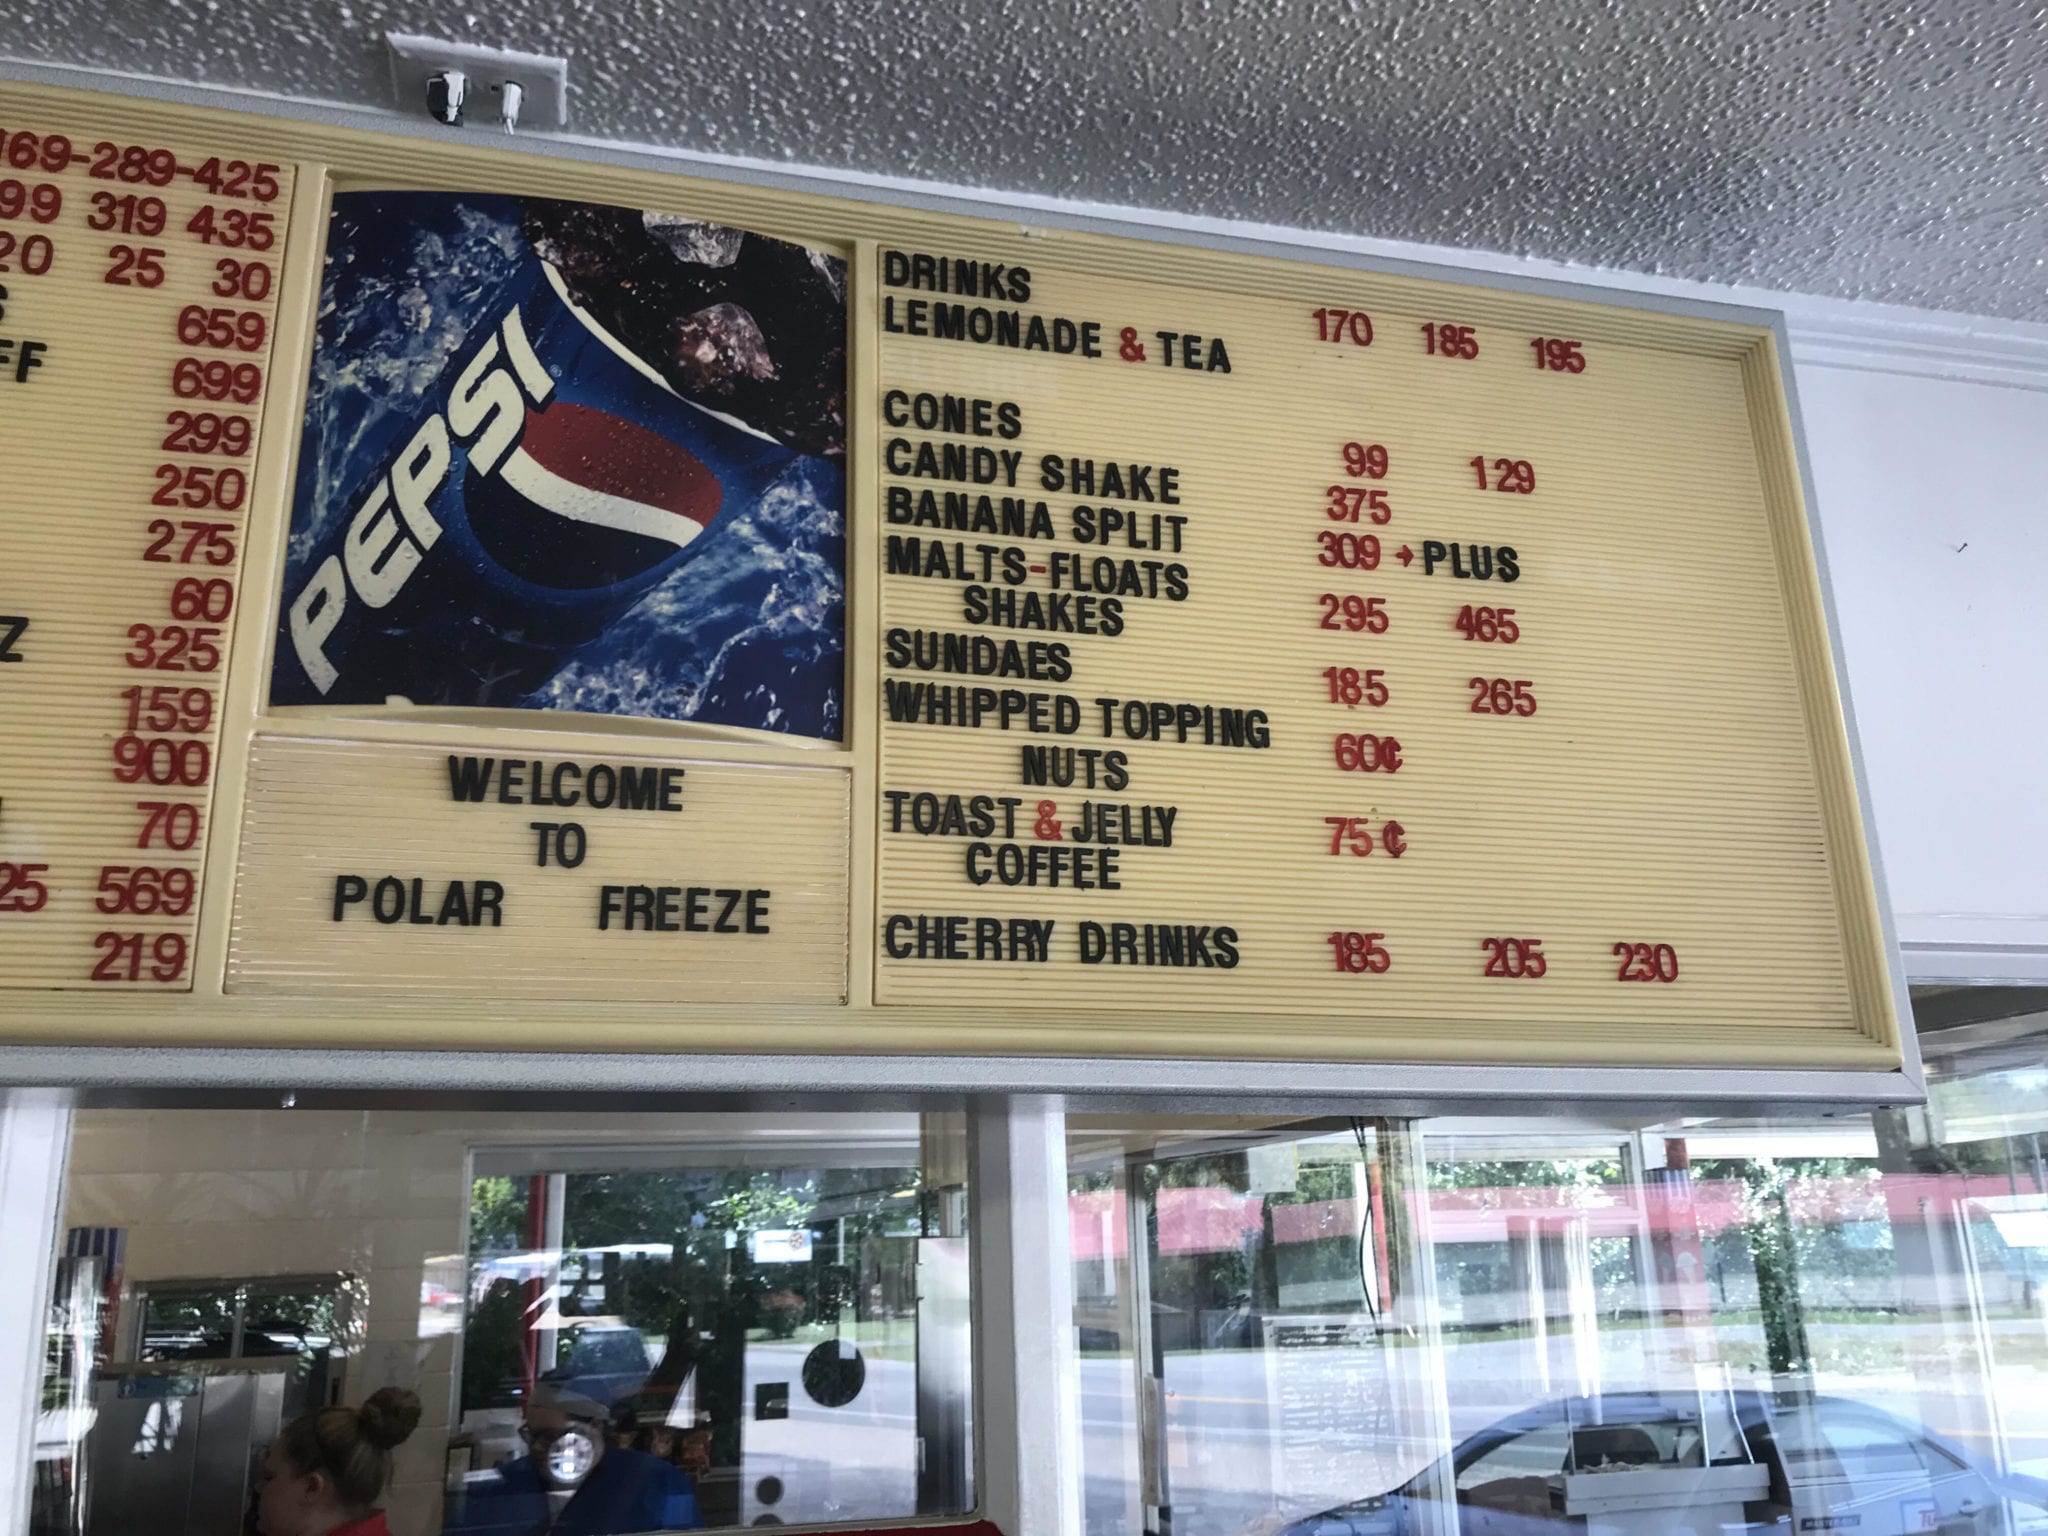 169-289-425
99 319 435
20 25 30
659
FF 699
299
250
275
60
Z 325
159
900
70
25 569
219
PEPSI
WELCOME
TO
POLAR FREEZE
DRINKS
LEMONADE & TEA 170 185 195
CONES 99 129
CANDY SHAKE 375
BANANA SPLIT 309 → PLUS
MALTS-FLOATS
SHAKES 295 465
SUNDAES 185 265
WHIPPED TOPPING
NUTS 60¢
TOAST & JELLY
COFFEE 75¢
CHERRY DRINKS 185 205 230